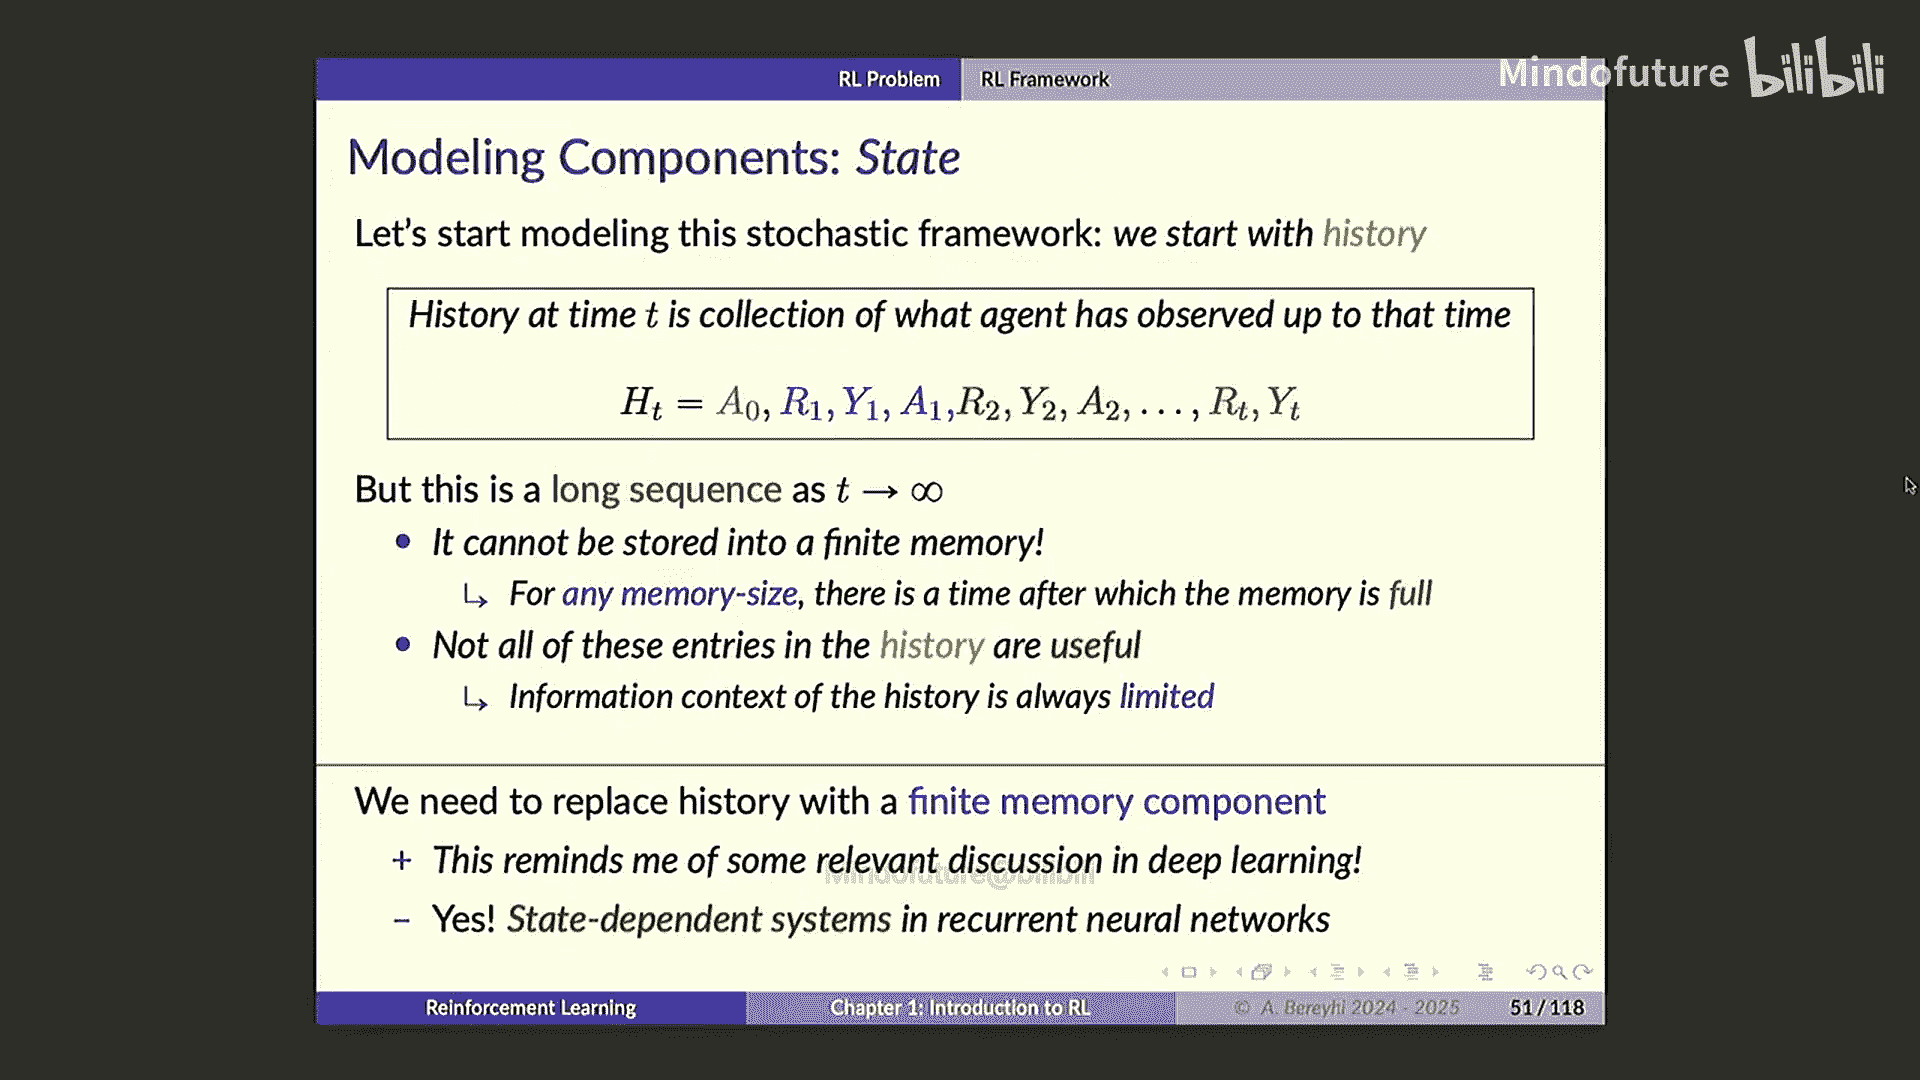 Mindofuture bilibili
RL Problem RL Framework
Modeling Components: State
Let's start modeling this stochastic framework: we start with history
History at time t is collection of what agent has observed up to that time
H_t = A_0, R_1, Y_1, A_1, R_2, Y_2, A_2, . . . , R_t, Y_t
But this is a long sequence as t → ∞
• It cannot be stored into a finite memory!
↳ For any memory-size, there is a time after which the memory is full
• Not all of these entries in the history are useful
↳ Information context of the history is always limited
We need to replace history with a finite memory component
+ This reminds me of some relevant discussion in deep learning!
Mindofuture@bilibili
– Yes! State-dependent systems in recurrent neural networks
Reinforcement Learning Chapter 1: Introduction to RL © A. Bereyhi 2024 - 2025 51 / 118